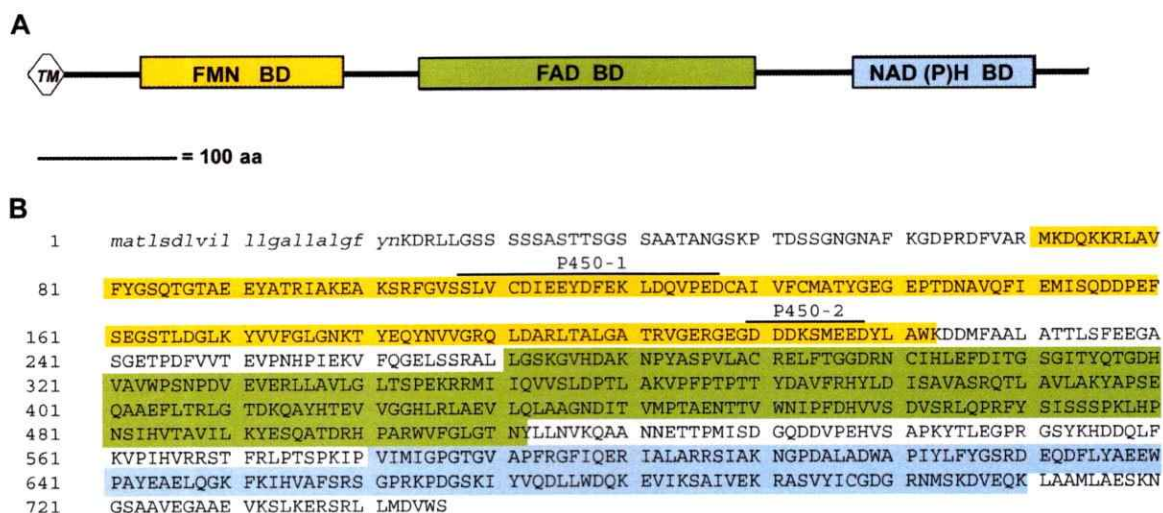 A
TM FMN BD FAD BD NAD (P)H BD
= 100 aa
B
1 matlsdlvil llgallalgf ynKDRLLGSS SSSASTTSGS SAATANGSKP TDSSGNGNAF KGDPRDFVAR MKDQKKRLAV
P450-1
81 FYGSQTGTAE EYATRIAKEA KSRFGVSSLV CDIEEYDFEK LDQVPEDCAI VFCMATYGEG EPTDNAVQFI EMISQDDPEF
P450-2
161 SEGSTLDGLK YVVFGLGNKT YEQYNVVGRQ LDARLTALGA TRVGERGEGD DDKSMEEDYL AWKDDMFAAL ATTLSFEEGA
241 SGETPDFVVT EVPNHPIEKV FQGELSSRAL LGSKGVHDAK NPYASPVLAC RELFTGGDRN CIHLEFDITG SGITYQTGDH
321 VAVWPSNPDV EVERLLAVLG LTSPEKRRMI IQVVSLDPTL AKVPFPTPTT YDAVFRHYLD ISAVASRQTL AVLAKYAPSE
401 QAAEFLTRLG TDKQAYHTEV VGGHLRLAEV LQLAAGNDIT VMPTAENTTV WNIPFDHVVS DVSRLQPRFY SISSSPKLHP
481 NSIHVTAVIL KYESQATDRH PARWVFGLGT NYLLNVKQAA NNETTPMISD GQDDVPEHVS APKYTLEGPR GSYKHDDQLF
561 KVPIHVRRST FRLPTSPKIP VIMIGPGTGV APFRGFIQER IALARRSIAK NGPDALADWA PIYLFYGSRD EQDFLYAEEW
641 PAYEAELQGK FKIHVAFSRS GPRKPDGSKI YVQDLLWDQK EVIKSAIVEK RASVYICGDG RNMSKDVEQK LAAMLAESKN
721 GSAAVEGAAE VKSLKERSRL LMDVWS